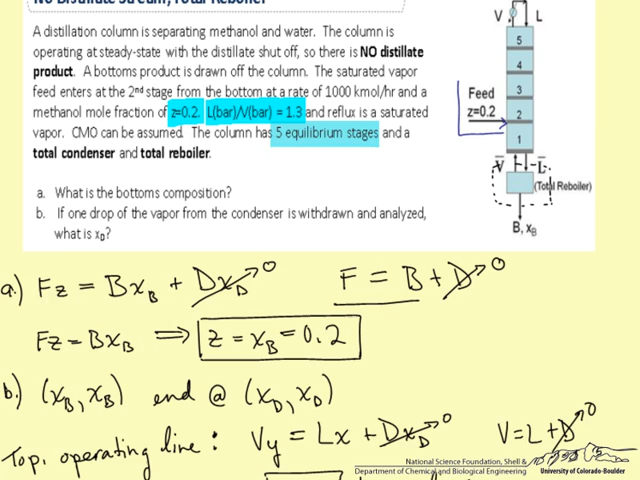 No Distillate Stream, Total Reboiler
A distillation column is separating methanol and water. The column is
operating at steady-state with the distillate shut off, so there is NO distillate
product. A bottoms product is drawn off the column. The saturated vapor
feed enters at the 2nd stage from the bottom at a rate of 1000 kmol/hr and a
methanol mole fraction of z=0.2. L(bar)/V(bar) = 1.3 and reflux is a saturated
vapor. CMO can be assumed. The column has 5 equilibrium stages and a
total condenser and total reboiler.
a. What is the bottoms composition?
b. If one drop of the vapor from the condenser is withdrawn and analyzed,
what is xD?
V L
5
4
3
2
1
Feed
z=0.2
V̅ L̅
(Total Reboiler)
B, xB
a.) Fz = BxB + DxD→0 F = B + D→0
FZ = BxB ⟹ z = xB = 0.2
b.) (xB, xB) end @ (xD, xD)
Top operating line: Vy = Lx + DxD→0 V = L + D→0
National Science Foundation, Shell &
Department of Chemical and Biological Engineering
University of Colorado-Boulder